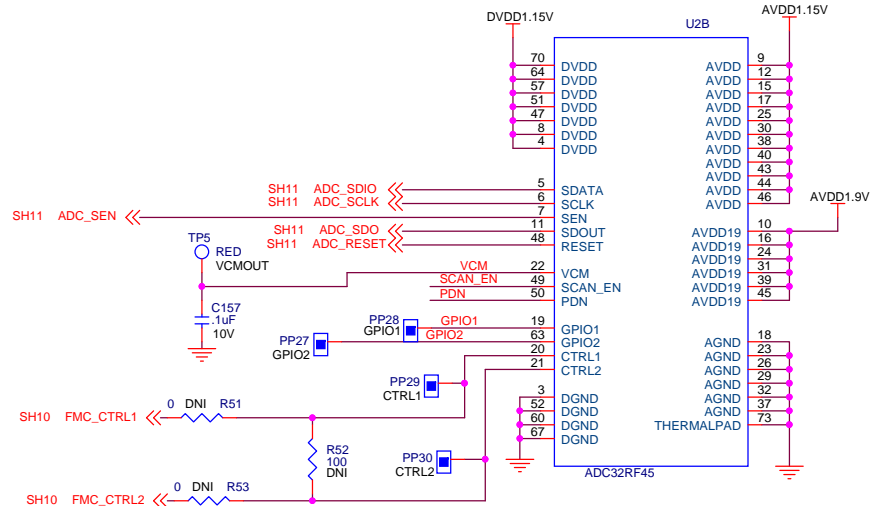 DVDD1.15V
AVDD1.15V
U2B
70 DVDD AVDD 9
64 DVDD AVDD 12
57 DVDD AVDD 15
51 DVDD AVDD 17
47 DVDD AVDD 25
8 DVDD AVDD 30
4 DVDD AVDD 38
AVDD 40
AVDD 43
SH11 ADC_SDIO 5 SDATA AVDD 44
SH11 ADC_SCLK 6 SCLK AVDD 46
AVDD1.9V
SH11 ADC_SEN 7 SEN
SH11 ADC_SDO 11 SDOUT AVDD19 10
SH11 ADC_RESET 48 RESET AVDD19 16
AVDD19 24
TP5
RED
VCMOUT
VCM 22 VCM AVDD19 31
SCAN_EN 49 SCAN_EN AVDD19 39
PDN 50 PDN AVDD19 45
C157
.1uF
10V
PP28
GPIO1
GPIO1 19 GPIO1
PP27
GPIO2
GPIO2 63 GPIO2 AGND 18
20 CTRL1 AGND 23
21 CTRL2 AGND 26
AGND 29
PP29
CTRL1
3 DGND AGND 32
52 DGND AGND 37
60 DGND THERMALPAD 73
67 DGND
SH10 FMC_CTRL1 0 DNI R51
R52
100
DNI
PP30
CTRL2
ADC32RF45
SH10 FMC_CTRL2 0 DNI R53